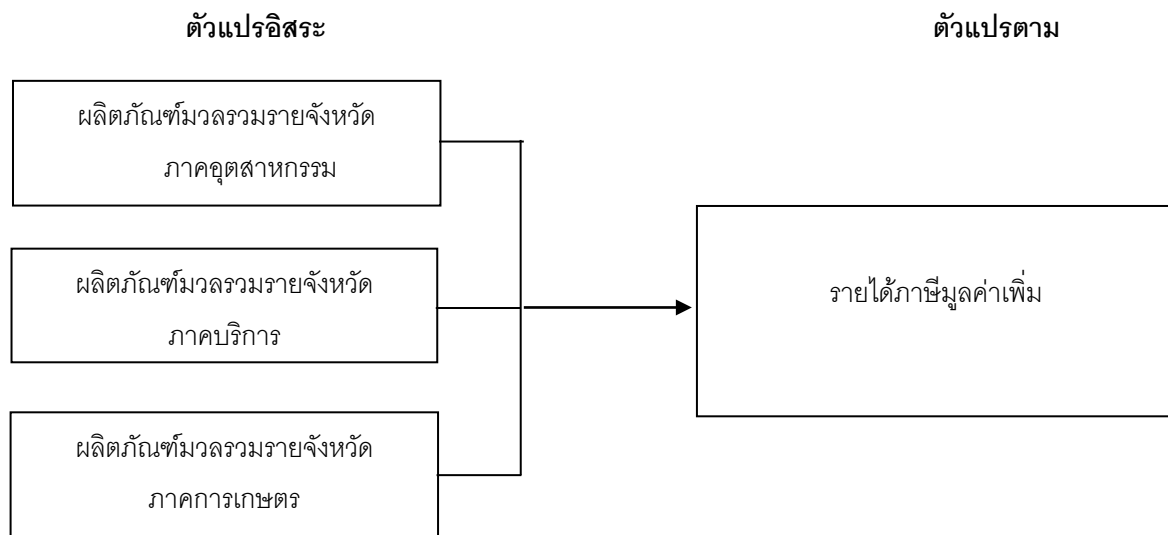 ตัวแปรอิสระ
ตัวแปรตาม
ผลิตภัณฑ์มวลรวมรายจังหวัด
ภาคอุตสาหกรรม
ผลิตภัณฑ์มวลรวมรายจังหวัด
ภาคบริการ
รายได้ภาษีมูลค่าเพิ่ม
ผลิตภัณฑ์มวลรวมรายจังหวัด
ภาคการเกษตร